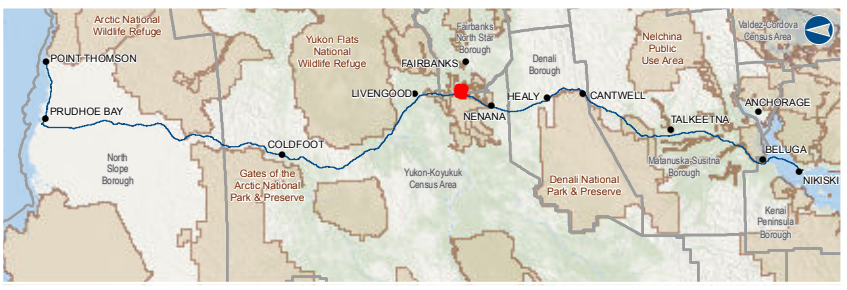 Arctic National
Wildlife Refuge
POINT THOMSON
PRUDHOE BAY
North
Slope
Borough
COLDFOOT
Gates of the
Arctic National
Park & Preserve
Yukon Flats
National
Wildlife Refuge
LIVENGOOD
FAIRBANKS
Fairbanks
North Star
Borough
NENANA
Yukon-Koyukuk
Census Area
Denali
Borough
HEALY
CANTWELL
Denali National
Park & Preserve
Nelchina
Public
Use Area
TALKEETNA
Matanuska-Susitna
Borough
Valdez-Cordova
Census Area
ANCHORAGE
BELUGA
NIKISKI
Kenai
Peninsula
Borough